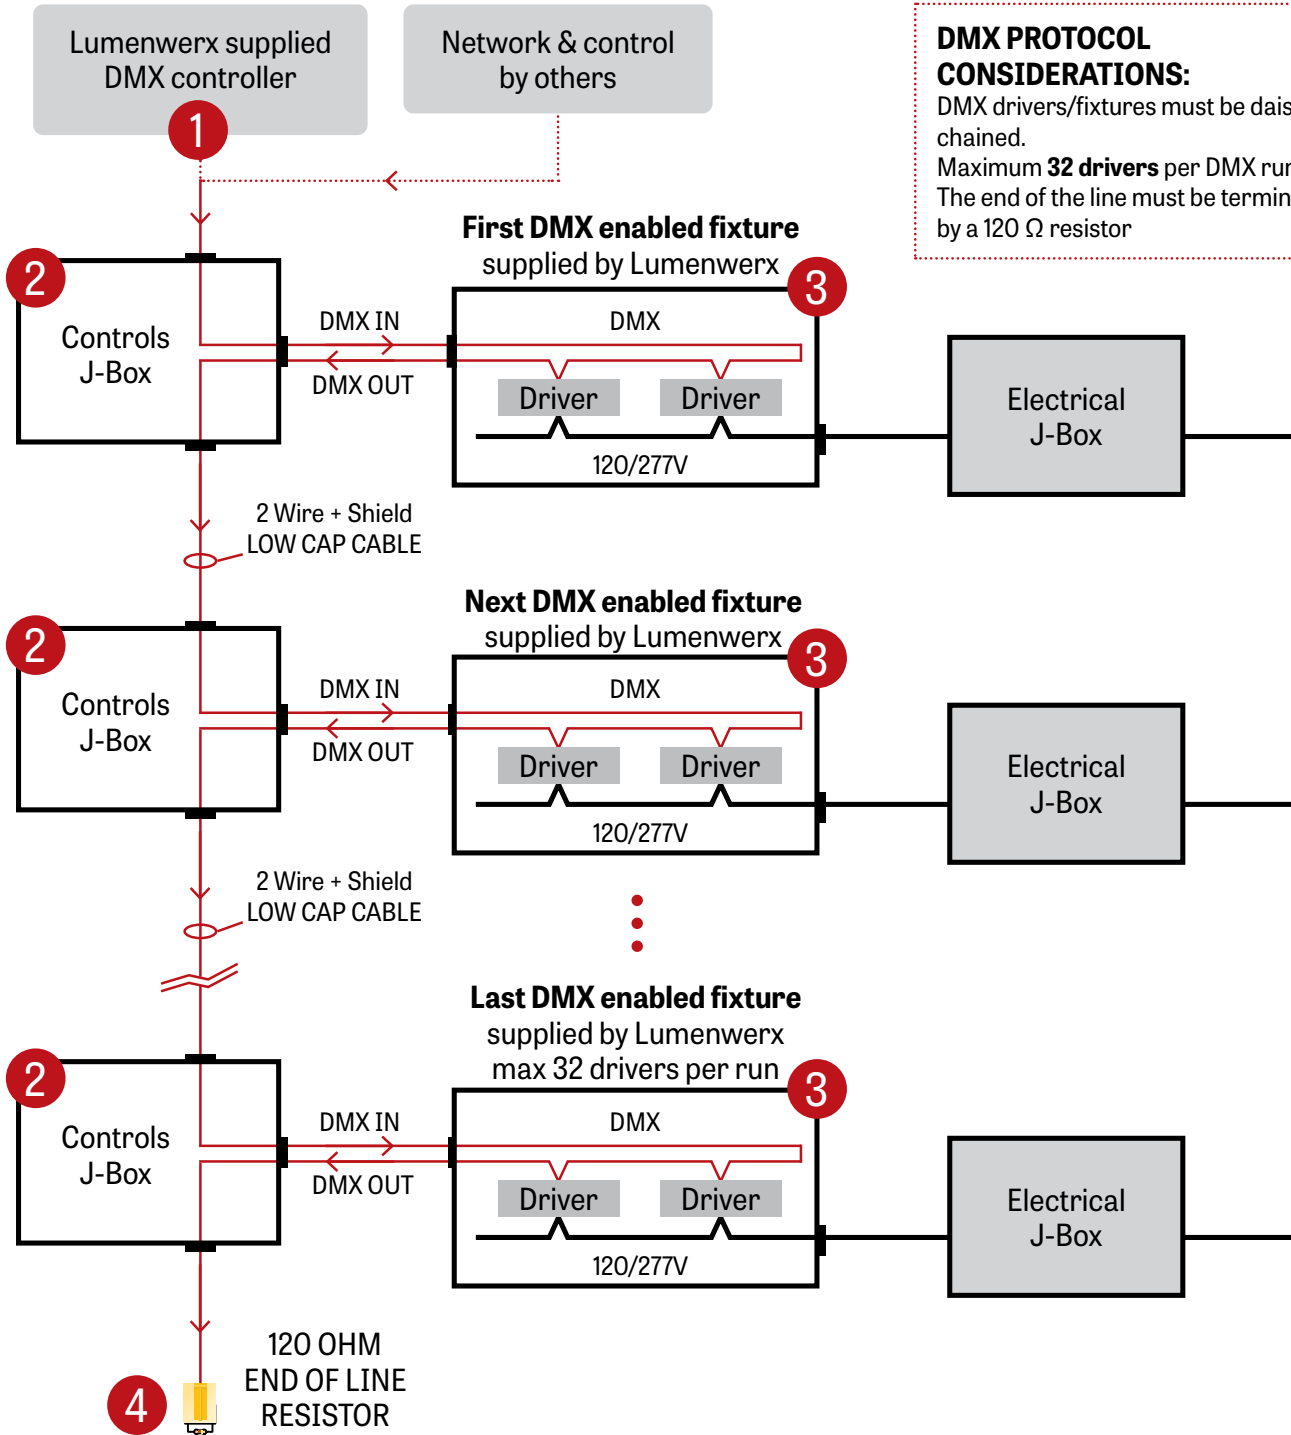 Lumenwerx supplied
DMX controller
1
Network & control
by others
DMX PROTOCOL
CONSIDERATIONS:
DMX drivers/fixtures must be dais
chained.
Maximum 32 drivers per DMX run
The end of the line must be termin
by a 120 Ω resistor
First DMX enabled fixture
supplied by Lumenwerx
2
Controls
J-Box
DMX IN
DMX OUT
3
DMX
Driver
Driver
120/277V
Electrical
J-Box
2 Wire + Shield
LOW CAP CABLE
Next DMX enabled fixture
supplied by Lumenwerx
2
Controls
J-Box
DMX IN
DMX OUT
3
DMX
Driver
Driver
120/277V
Electrical
J-Box
2 Wire + Shield
LOW CAP CABLE
Last DMX enabled fixture
supplied by Lumenwerx
max 32 drivers per run
2
Controls
J-Box
DMX IN
DMX OUT
3
DMX
Driver
Driver
120/277V
Electrical
J-Box
4
120 OHM
END OF LINE
RESISTOR